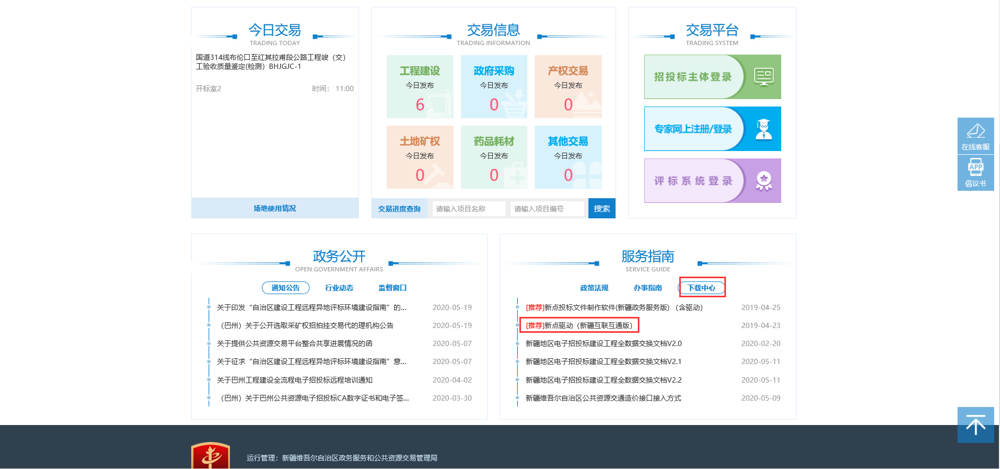 今日交易
TRADING TODAY
国道314线布伦口至红其拉甫段公路工程竣（交）
工验收质量鉴定(检测）BHJGJC-1
开标室2
时间： 11:00
场地使用情况
交易信息
TRADING INFORMATION
工程建设
今日发布
6
政府采购
今日发布
0
产权交易
今日发布
0
土地矿权
今日发布
0
药品耗材
今日发布
0
其他交易
今日发布
0
交易进度查询
请输入项目名称
请输入项目编号
搜索
交易平台
TRADING SYSTEM
招投标主体登录
专家网上注册/登录
评标系统登录
在线客服
APP
倡议书
政务公开
OPEN GOVERNMENT AFFAIRS
通知公告 行业动态 监督窗口
关于印发“自治区建设工程远程异地评标环境建设指南”的... 2020-05-19
（巴州）关于公开选取采矿权招拍挂交易代的理机构公告 2020-05-19
关于提供公共资源交易平台整合共享进展情况的函 2020-05-07
关于征求“自治区建设工程远程异地评标环境建设指南”意... 2020-05-07
关于巴州工程建设全流程电子招投标远程培训通知 2020-04-02
（巴州）关于巴州公共资源电子招投标CA数字证书和电子签... 2020-03-30
服务指南
SERVICE GUIDE
政策法规 办事指南 下载中心
[推荐]新点投标文件制作软件(新疆政务服务版）（含驱动） 2019-04-25
[推荐]新点驱动（新疆互联互通版） 2019-04-23
新疆地区电子招投标建设工程全数据交换文档V2.0 2020-02-20
新疆地区电子招投标建设工程全数据交换文档V2.1 2020-05-11
新疆地区电子招投标建设工程全数据交换文档V2.2 2020-05-11
新疆维吾尔自治区公共资源交通造价接口接入方式 2020-05-09
运行管理：新疆维吾尔自治区政务服务和公共资源交易管理局